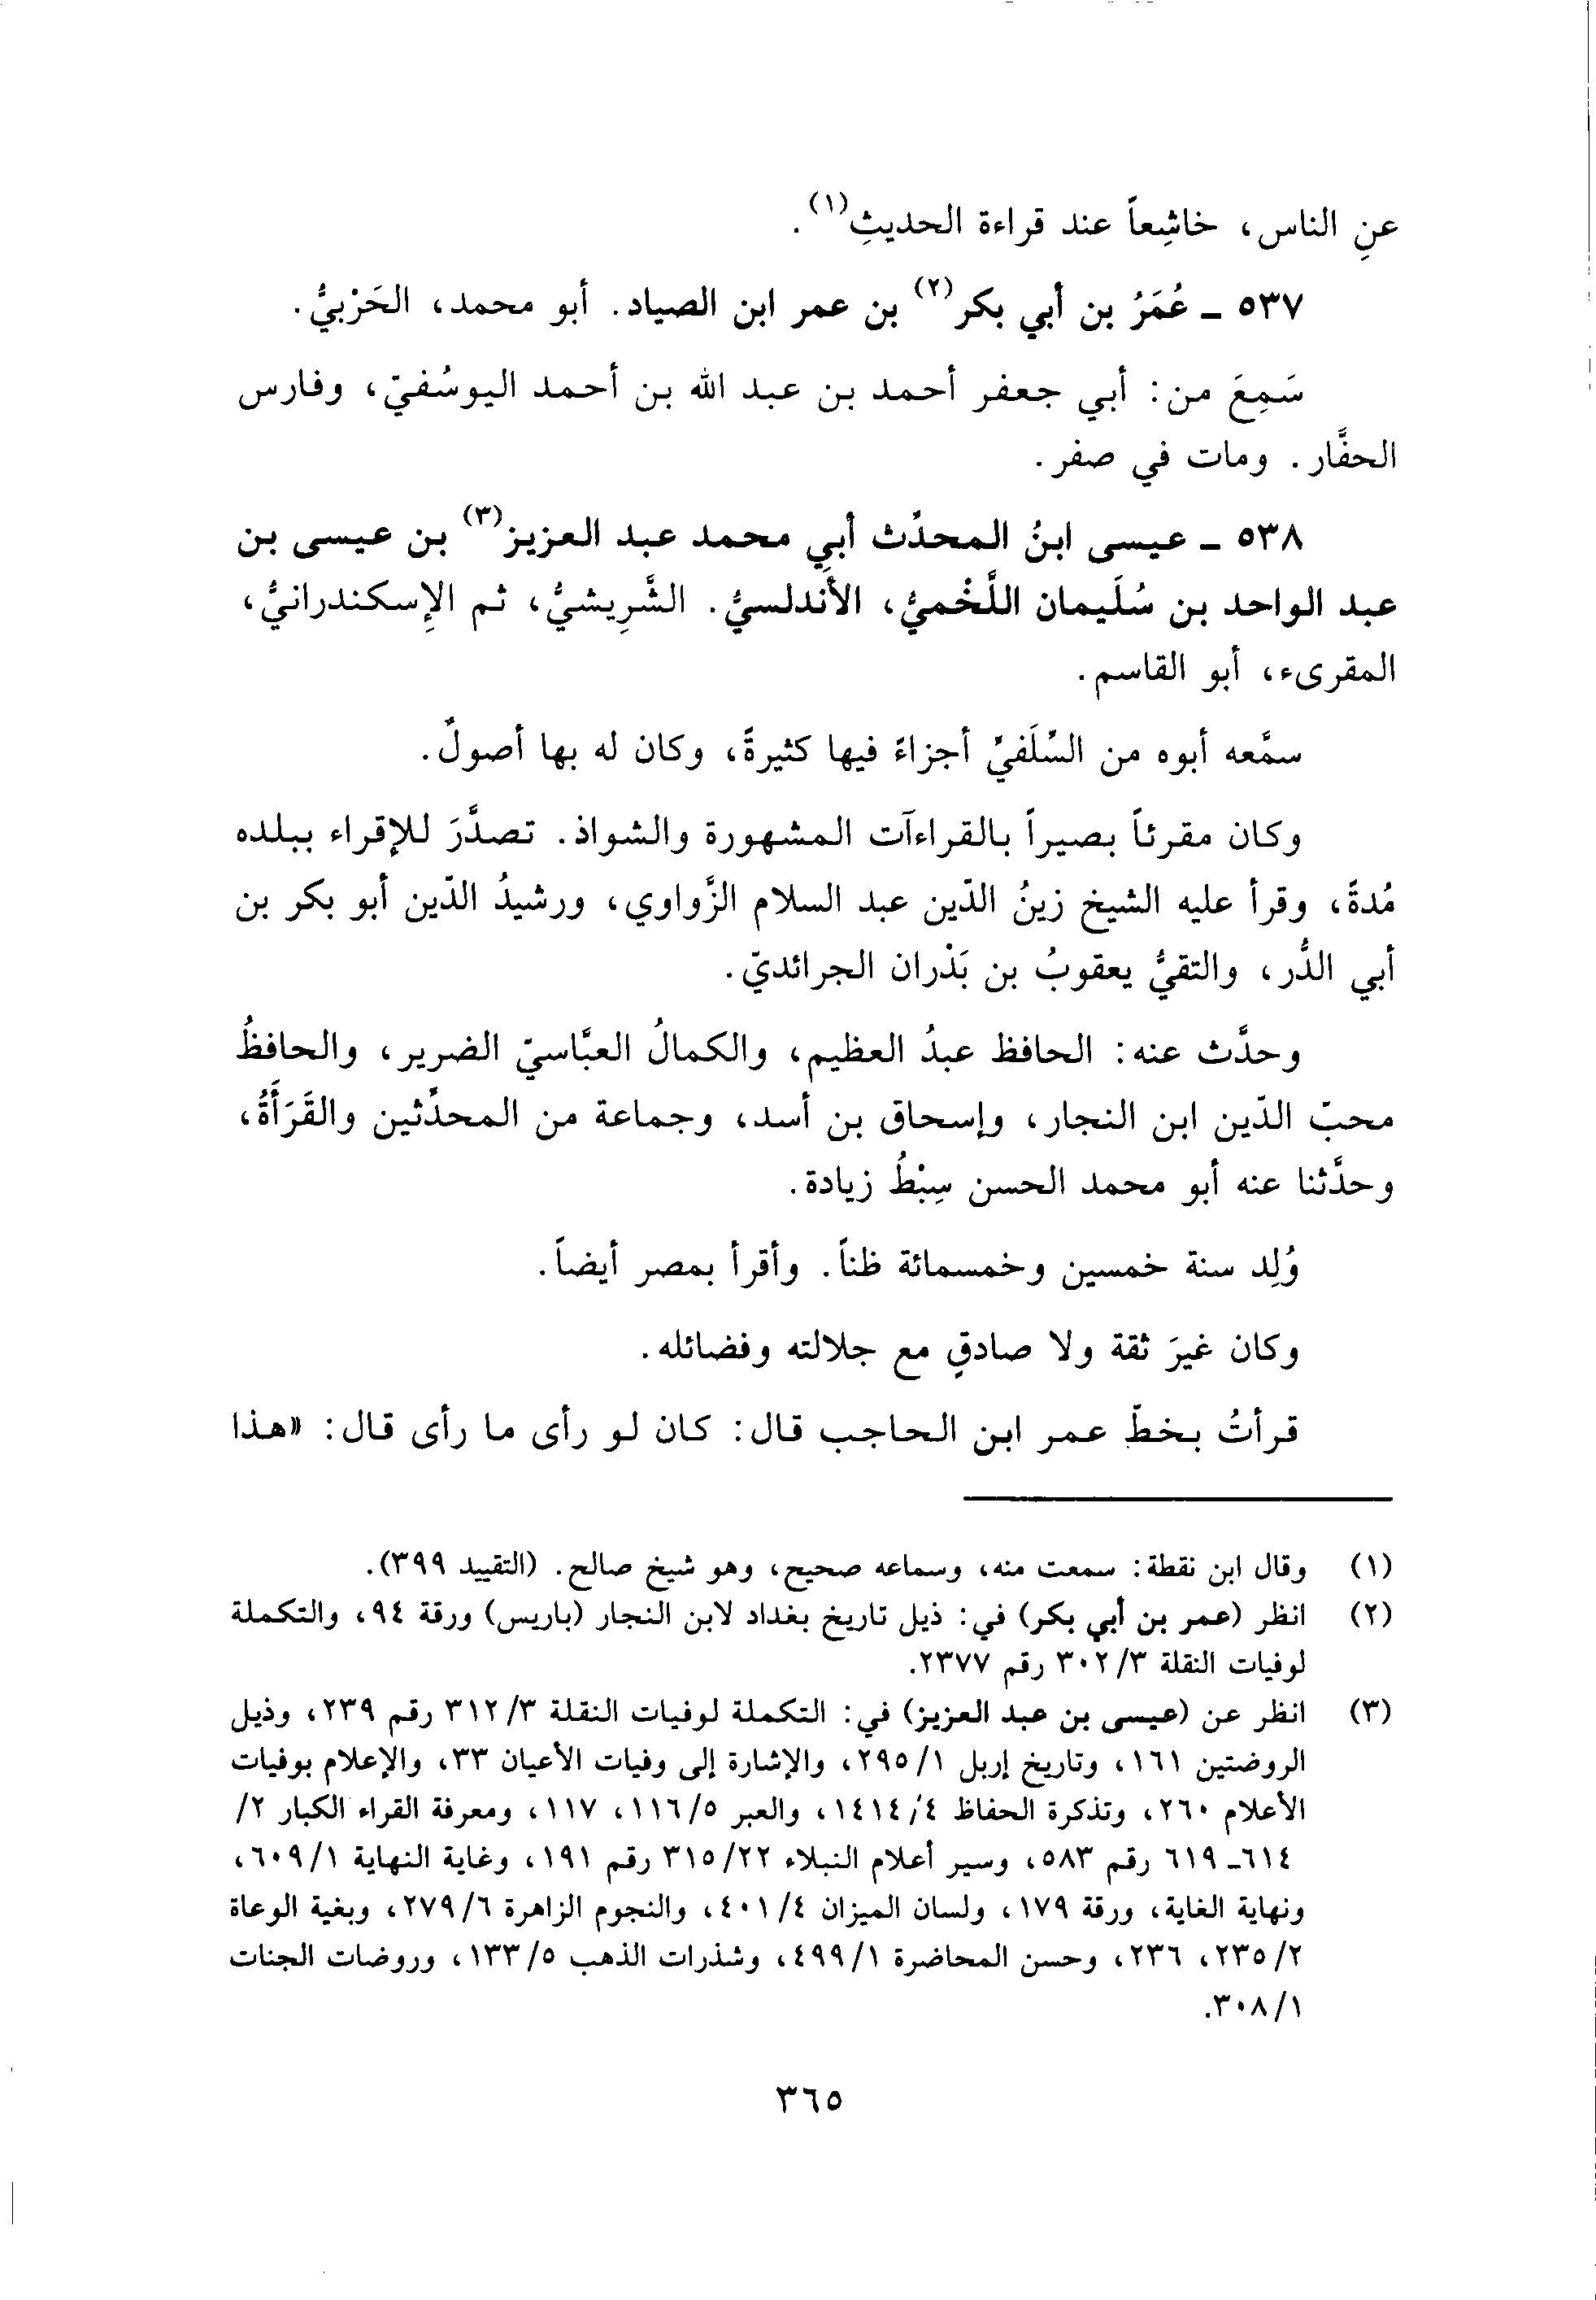 عنِ الناس، خاشِعاً عند قراءة الحديثِ(١).
٥٣٧ ـ عُمَرُ بن أبي بكر(٢) بن عمر ابن الصياد. أبو محمد، الحَرْبيُّ.
سَمِعَ من: أبي جعفر أحمد بن عبد الله بن أحمد اليوسُفيّ، وفارس
الحفَّار. ومات في صفر.
٥٣٨ ـ عيسى ابنُ المحدِّث أبي محمد عبد العزيز(٣) بن عيسى بن
عبد الواحد بن سُلَيمان اللَّخْميُّ، الأندلسيُّ. الشَّرِيشيُّ، ثم الإِسكندرانيُّ،
المقرىء، أبو القاسم.
سمَّعه أبوه من السِّلَفيِّ أجزاءً فيها كثيرةً، وكان له بها أصولٌ.
وكان مقرئاً بصيراً بالقراءآت المشهورة والشواذ. تصدَّرَ للإقراء ببلده
مُدةً، وقرأ عليه الشيخ زينُ الدّين عبد السلام الزَّواوي، ورشيدُ الدّين أبو بكر بن
أبي الدُّر، والتقيُّ يعقوبُ بن بَدْران الجرائديّ.
وحدَّث عنه: الحافظ عبدُ العظيم، والكمالُ العبَّاسيّ الضرير، والحافظُ
محبّ الدّين ابن النجار، وإسحاق بن أسد، وجماعة من المحدِّثين والقَرَأَةُ،
وحدَّثنا عنه أبو محمد الحسن سِبْطُ زيادة.
وُلِد سنة خمسين وخمسمائة ظناً. وأقرأ بمصر أيضاً.
وكان غيرَ ثقة ولا صادقٍ مع جلالته وفضائله.
قرأتُ بخطّ عمر ابن الحاجب قال: كان لو رأى ما رأى قال: «هذا
(١) وقال ابن نقطة: سمعت منه، وسماعه صحيح، وهو شيخ صالح. (التقييد ٣٩٩).
(٢) انظر (عمر بن أبي بكر) في: ذيل تاريخ بغداد لابن النجار (باريس) ورقة ٩٤، والتكملة
لوفيات النقلة ٣/ ٣٠٢ رقم ٢٣٧٧.
(٣) انظر عن (عيسى بن عبد العزيز) في: التكملة لوفيات النقلة ٣/ ٣١٢ رقم ٢٣٩، وذيل
الروضتين ١٦١، وتاريخ إربل ١/ ٢٩٥، والإشارة إلى وفيات الأعيان ٣٣، والإعلام بوفيات
الأعلام ٢٦٠، وتذكرة الحفاظ ٤/ ١٤١٤، والعبر ٥/ ١١٦، ١١٧، ومعرفة القراء الكبار ٢/
٦١٤ـ ٦١٩ رقم ٥٨٣، وسير أعلام النبلاء ٢٢/ ٣١٥ رقم ١٩١، وغاية النهاية ١/ ٦٠٩،
ونهاية الغاية، ورقة ١٧٩، ولسان الميزان ٤/ ٤٠١، والنجوم الزاهرة ٦/ ٢٧٩، وبغية الوعاة
٢/ ٢٣٥، ٢٣٦، وحسن المحاضرة ١/ ٤٩٩، وشذرات الذهب ٥/ ١٣٣، وروضات الجنات
١/ ٣٠٨.
٣٦٥